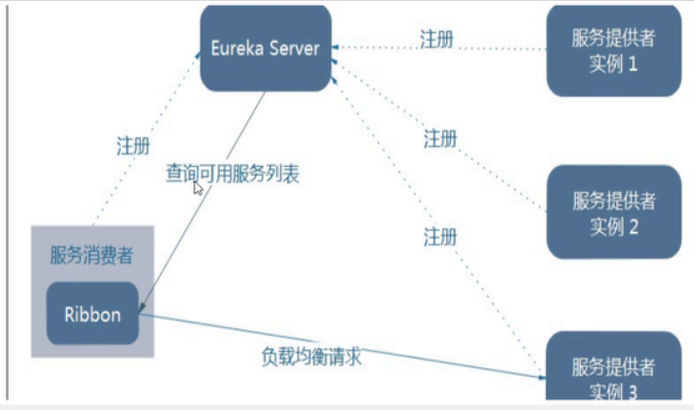 Eureka Server
注册
服务提供者
实例 1
注册
注册
查询可用服务列表
服务提供者
实例 2
注册
服务消费者
Ribbon
负载均衡请求
服务提供者
实例 3